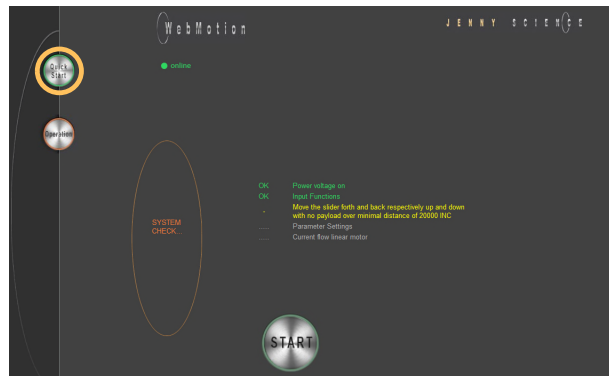 WebMotion
JENNY SCIENCE
Quick
Start
online
Operation
OK Power voltage on
OK Input Functions
- Move the slider forth and back respectively up and down
with no payload over minimal distance of 20000 INC
SYSTEM
CHECK...
..... Parameter Settings
..... Current flow linear motor
START